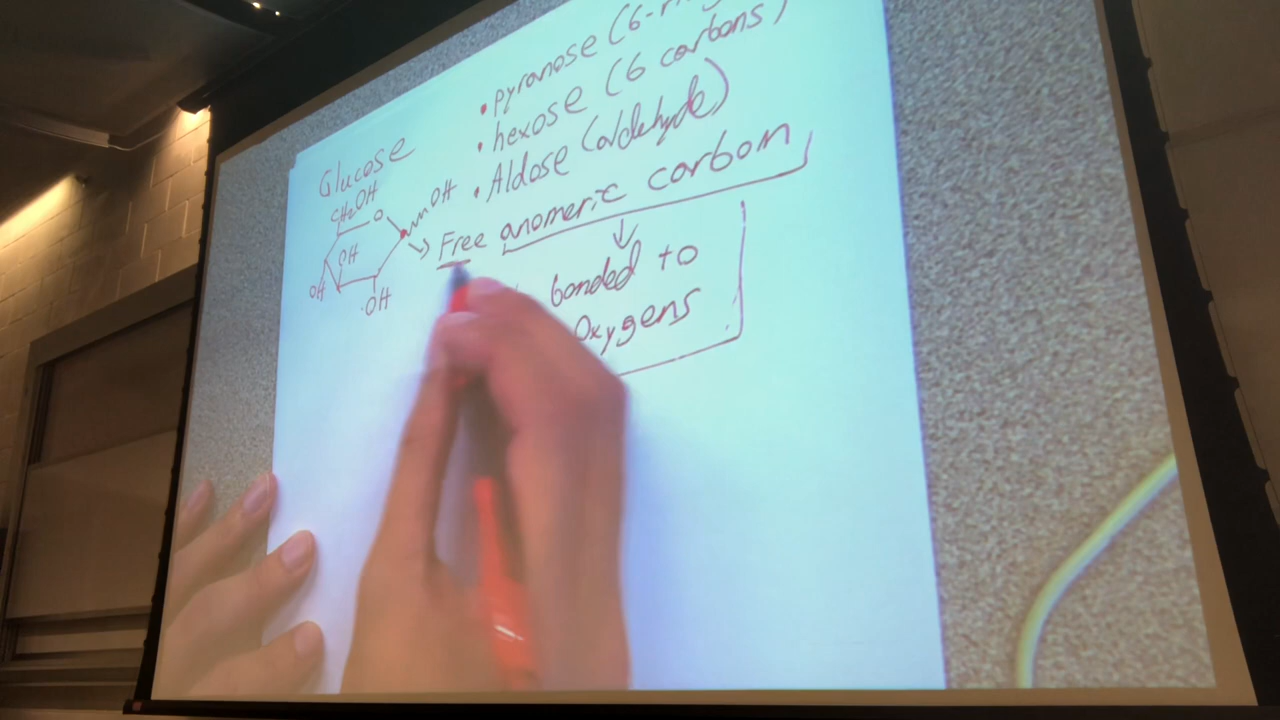 • pyranose (6-
• hexose (6 carbons)
• Aldose (aldehyde)
Glucose
CH₂OH
O
OH
OH
OH
OH
→ Free anomeric carbon
↓
bonded to
Oxygens